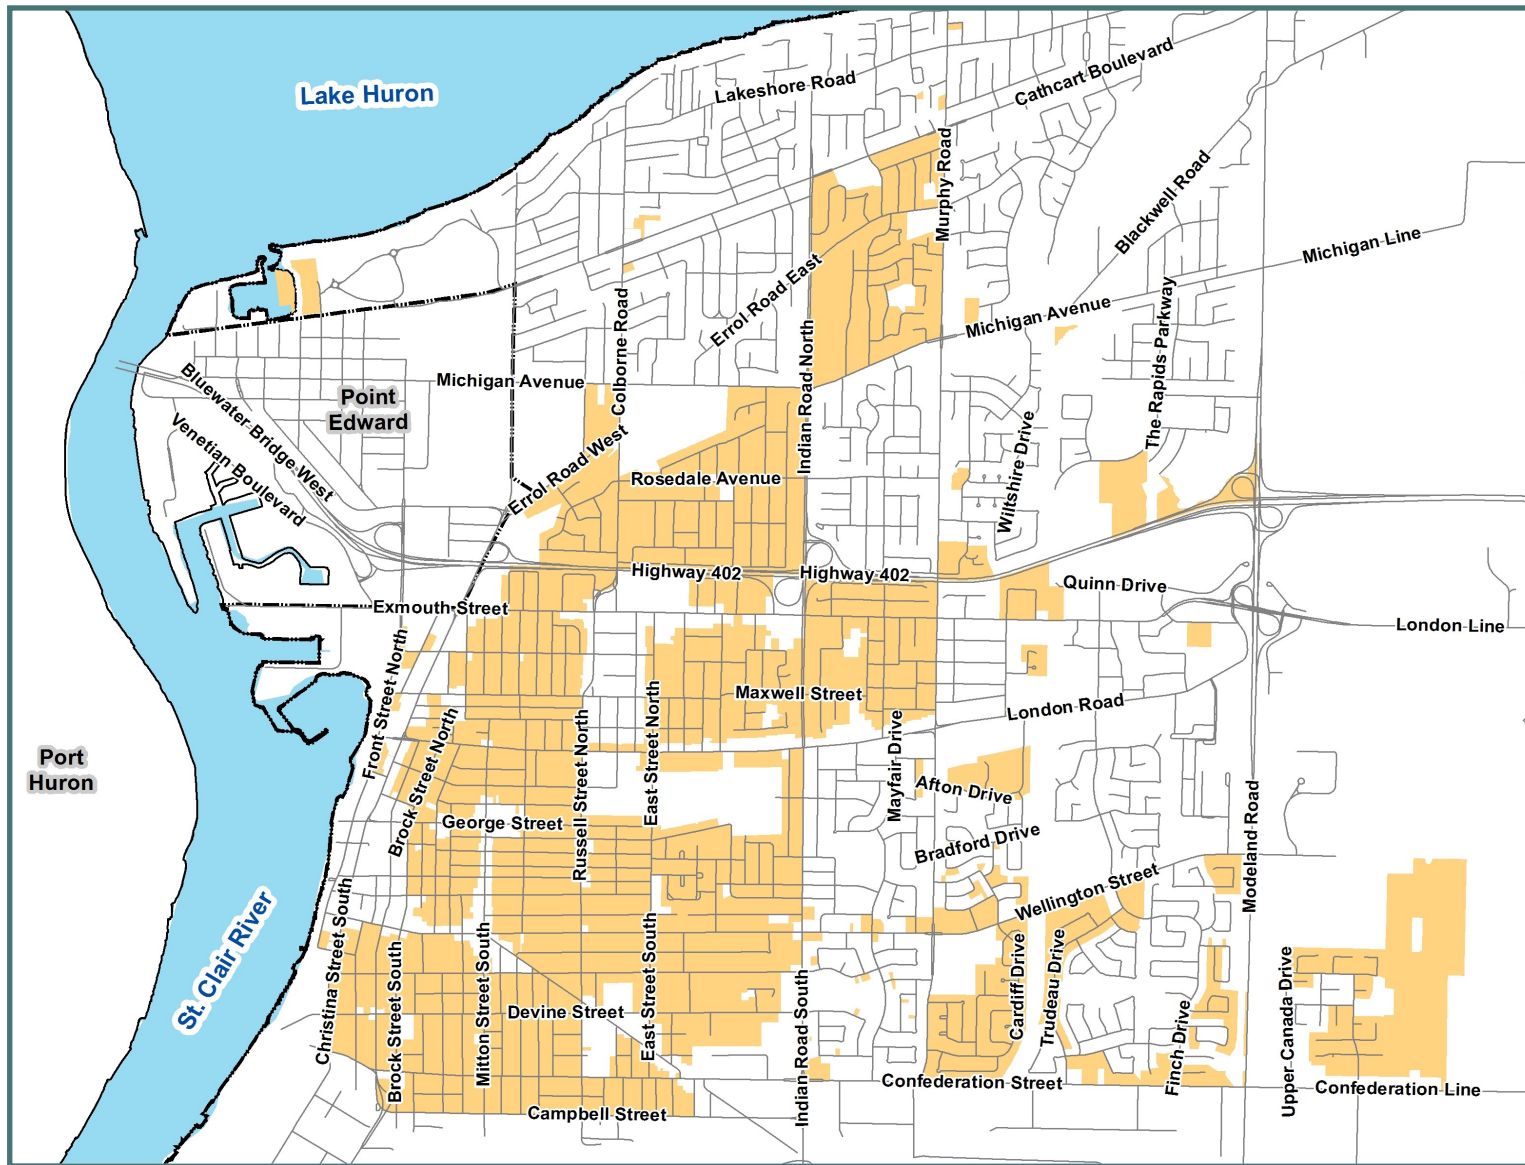 Lake Huron
Lakeshore Road
Cathcart Boulevard
Murphy Road
Blackwell Road
Michigan Line
Errol Road East
Colborne Road
Indian Road North
Michigan Avenue
The Rapids Parkway
Michigan Avenue
Point
Edward
Bluewater Bridge West
Venetian Boulevard
Errol Road West
Rosedale Avenue
Wiltshire Drive
Highway 402
Highway 402
Quinn Drive
Exmouth Street
London Line
Front Street North
Maxwell Street
London Road
Port
Huron
Brock Street North
Russell Street North
East Street North
Mayfair Drive
Afton Drive
George Street
Bradford Drive
Modeland Road
Wellington Street
St. Clair River
Christina Street South
Brock Street South
Mitton Street South
Devine Street
East Street South
Indian Road South
Cardiff Drive
Trudeau Drive
Finch Drive
Upper Canada Drive
Confederation Street
Confederation Line
Campbell Street